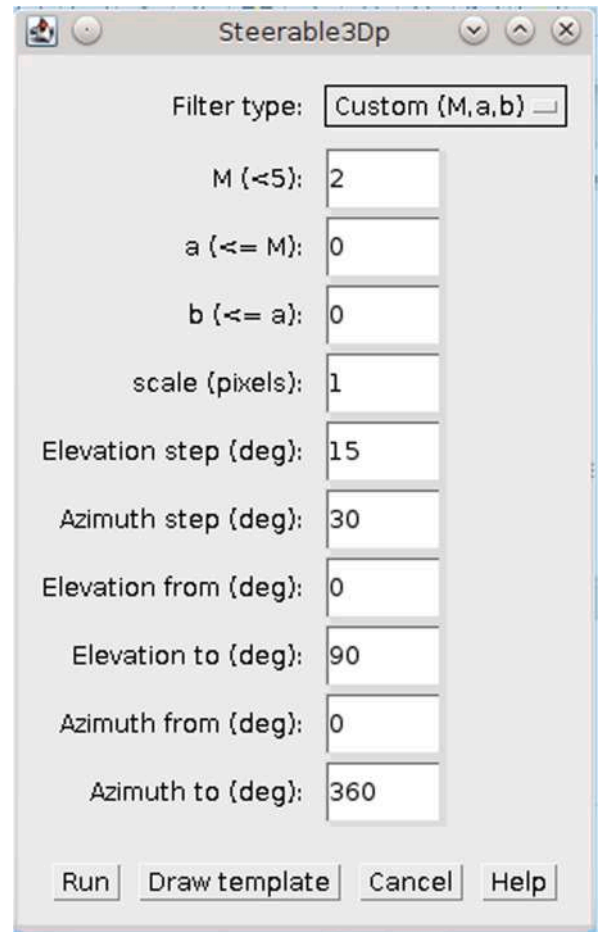 Steerable3Dp
Filter type: Custom (M,a,b)
M (<5): 2
a (<= M): 0
b (<= a): 0
scale (pixels): 1
Elevation step (deg): 15
Azimuth step (deg): 30
Elevation from (deg): 0
Elevation to (deg): 90
Azimuth from (deg): 0
Azimuth to (deg): 360
Run Draw template Cancel Help